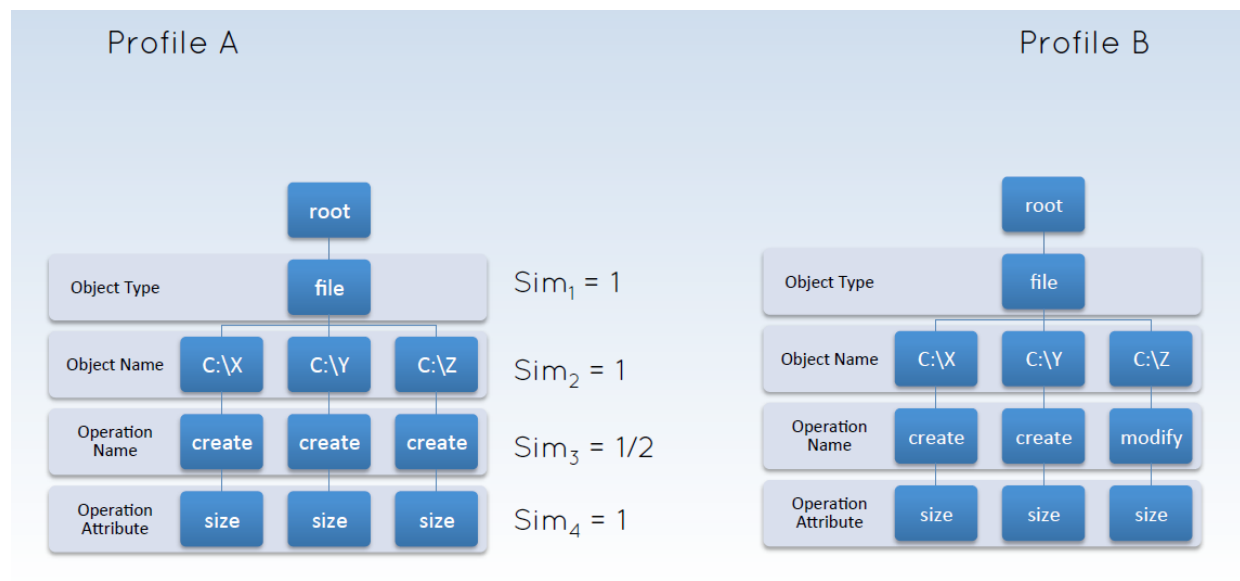 Profile A
Profile B
root
Object Type
file
Sim1 = 1
Object Name
C:\X
C:\Y
C:\Z
Sim2 = 1
Operation
Name
create
create
create
Sim3 = 1/2
Operation
Attribute
size
size
size
Sim4 = 1
root
Object Type
file
Object Name
C:\X
C:\Y
C:\Z
Operation
Name
create
create
modify
Operation
Attribute
size
size
size